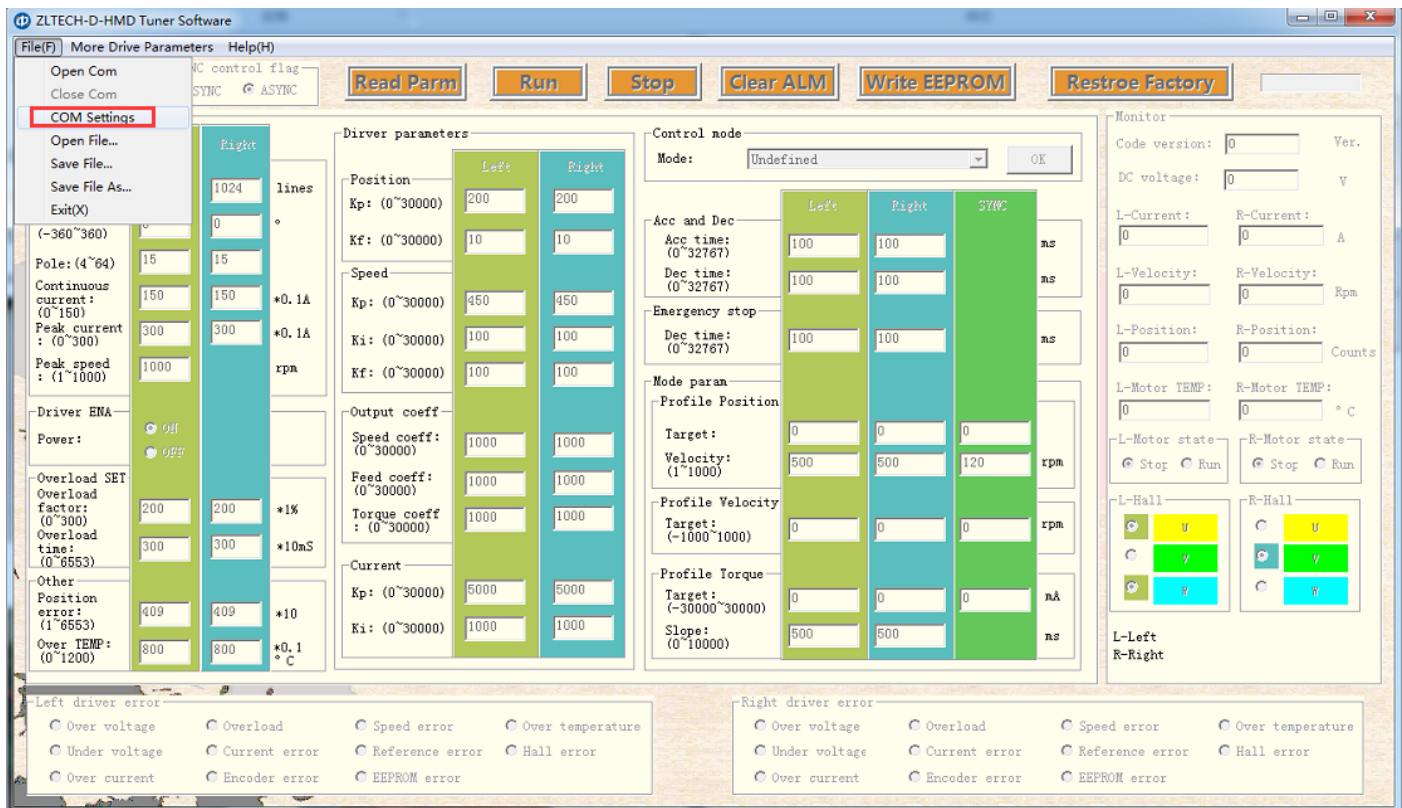 ZLTECH-D-HMD Tuner Software
File(F) More Drive Parameters Help(H)
Open Com
Close Com
COM Settings
Open File...
Save File...
Save File As...
Exit(X)
control flag
ASYNC
Read Parm Run Stop Clear ALM Write EEPROM Restroe Factory
Right
1024 lines
0 °
(-360~360)
Pole:(4~64) 15 15
Continuous
current:
(0~150)
150 150 *0.1A
Peak current
: (0~300)
300 300 *0.1A
Peak speed
: (1~1000)
1000 rpm
Driver ENA
Power:
ON
OFF
Overload SET
Overload
factor:
(0~300)
200 200 *1%
Overload
time:
(0~6553)
300 300 *10mS
Other
Position
error:
(1~6553)
409 409 *10
Over TEMP:
(0~1200)
800 800 *0.1
°C
Dirver parameters
Left Right
Position
Kp: (0~30000) 200 200
Kf: (0~30000) 10 10
Speed
Kp: (0~30000) 450 450
Ki: (0~30000) 100 100
Kf: (0~30000) 100 100
Output coeff
Speed coeff:
(0~30000)
1000 1000
Feed coeff:
(0~30000)
1000 1000
Torque coeff
: (0~30000)
1000 1000
Current
Kp: (0~30000) 5000 5000
Ki: (0~30000) 1000 1000
Control mode
Mode: Undefined OK
Left Right SYNC
Acc and Dec
Acc time:
(0~32767)
100 100 ms
Dec time:
(0~32767)
100 100 ms
Emergency stop
Dec time:
(0~32767)
100 100 ms
Mode param
Profile Position
Target: 0 0 0
Velocity:
(1~1000)
500 500 120 rpm
Profile Velocity
Target:
(-1000~1000)
0 0 0 rpm
Profile Torque
Target:
(-30000~30000)
0 0 0 mA
Slope:
(0~10000)
500 500 ms
Monitor
Code version: 0 Ver.
DC voltage: 0 V
L-Current: R-Current:
0 0 A
L-Velocity: R-Velocity:
0 0 Rpm
L-Position: R-Position:
0 0 Counts
L-Motor TEMP: R-Motor TEMP:
0 0 °C
L-Motor state R-Motor state
Stop Run Stop Run
L-Hall R-Hall
U U
V V
W W
L-Left
R-Right
Left driver error
Over voltage Overload Speed error Over temperature
Under voltage Current error Reference error Hall error
Over current Encoder error EEPROM error
Right driver error
Over voltage Overload Speed error Over temperature
Under voltage Current error Reference error Hall error
Over current Encoder error EEPROM error